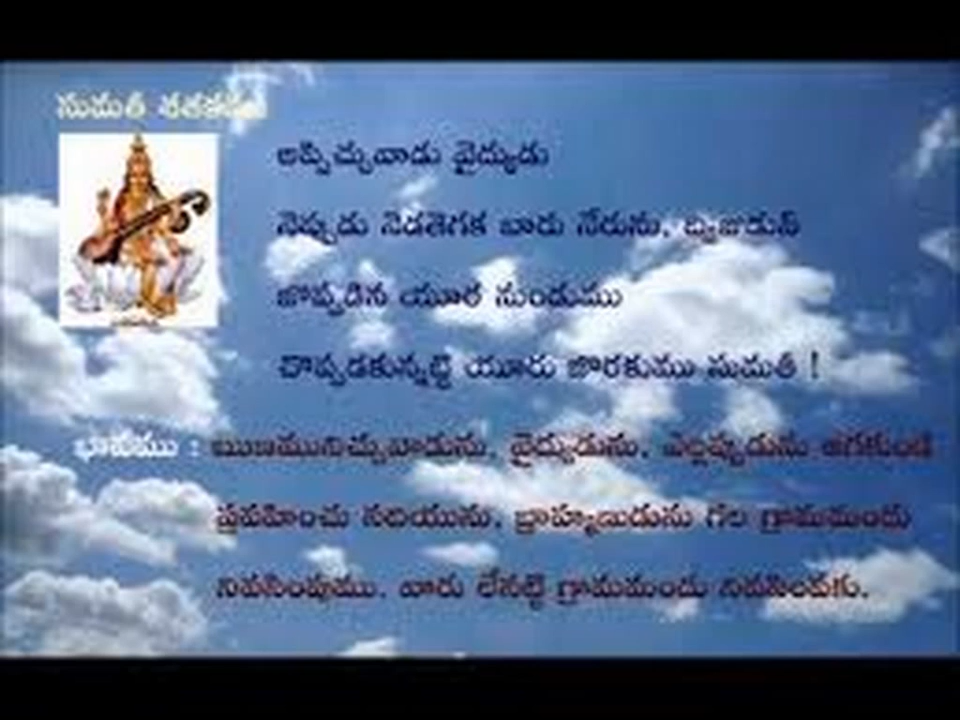 సుమతీ శతకము
అప్పిచ్చువాడు వైద్యుడు
నెప్పుడు నెడతెగక బారు నేరును, ద్విజుడున్
జొప్పడిన యూర నుండుము
చొప్పడకున్నట్టి యూరు జొరకుము సుమతీ !
భావము : ఋణమునిచ్చువాడును, వైద్యుడును, ఎల్లప్పుడును ఆగకుండ
ప్రవహించు నదియును, బ్రాహ్మణుడును గల గ్రామమందు
నివసింపుము. వారు లేనట్టి గ్రామమందు నివసింపకు.